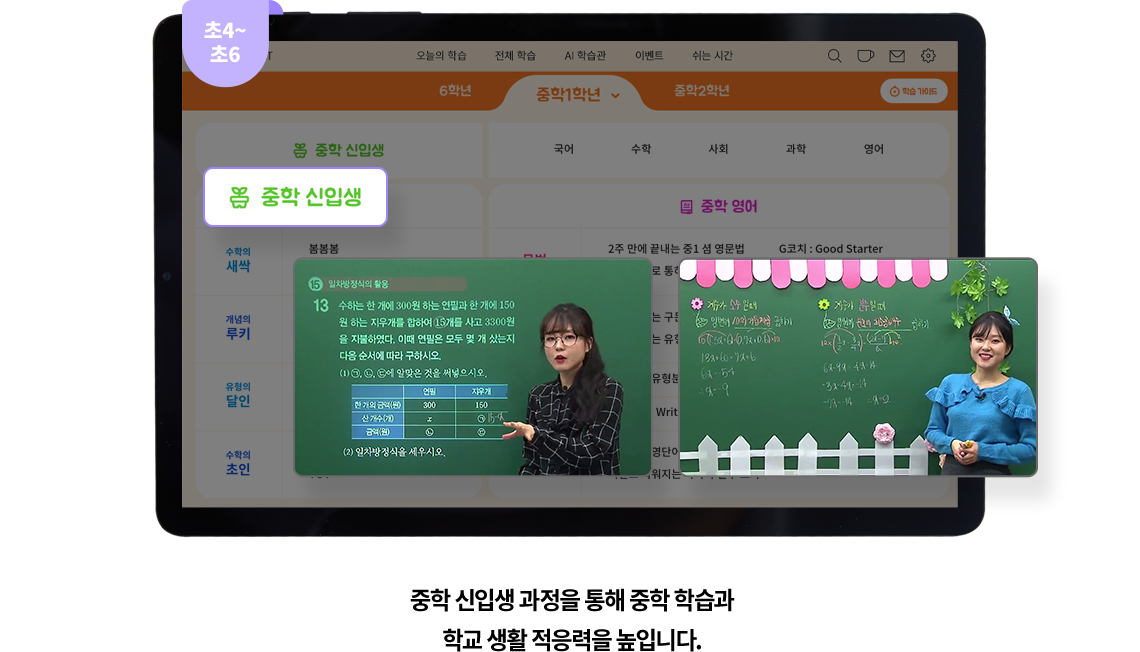 초4~
초6
T
오늘의 학습
전체 학습
AI 학습관
이벤트
쉬는 시간
6학년
중학1학년
중학2학년
학습가이드
중학 신입생
국어
수학
사회
과학
영어
중학 신입생
중학 영어
수학의
새싹
봄봄봄
2주 만에 끝내는 중1 셤 영문법
G코치 : Good Starter
개념의
루키
유형의
달인
수학의
초인
Writ
15 일차방정식의 활용
13 수하는 한 개에 300원 하는 연필과 한 개에 150
원 하는 지우개를 합하여 15개를 사고 3300원
을 지불하였다. 이때 연필은 모두 몇 개 샀는지
다음 순서에 따라 구하시오.
(1) ㉠, ㉡, ㉢에 알맞은 것을 써넣으시오.
연필 지우개
한 개의 금액(원) 300 150
산 개수(개) x ㉠ 15-x
금액(원) ㉡ ㉢
(2) 일차방정식을 세우시오.
중학 신입생 과정을 통해 중학 학습과
학교 생활 적응력을 높입니다.